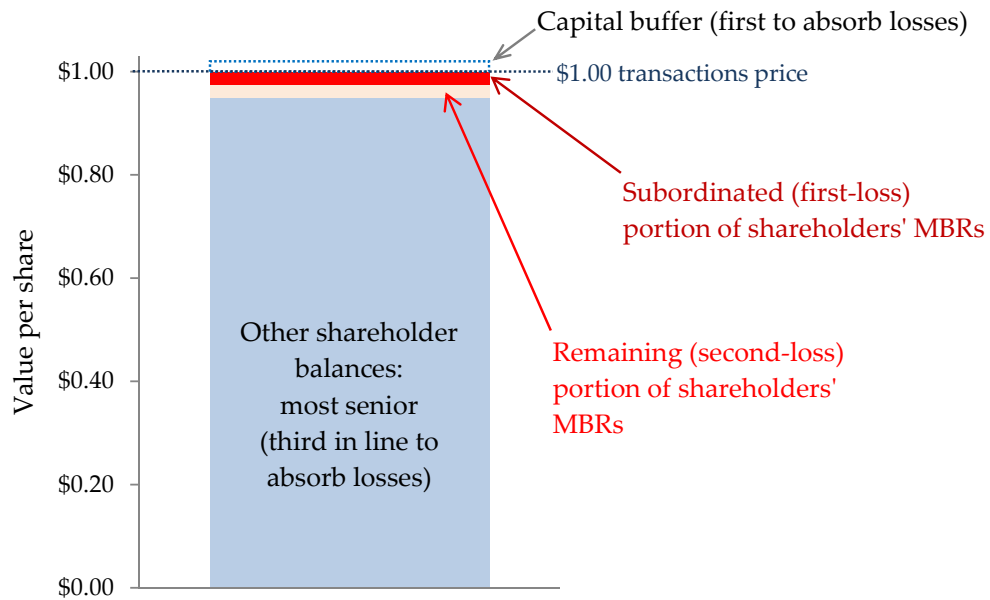 Capital buffer (first to absorb losses)
$1.00
$1.00 transactions price
$0.80
Subordinated (first-loss)
portion of shareholders' MBRs
$0.60
Value per share
Other shareholder
balances:
most senior
(third in line to
absorb losses)
Remaining (second-loss)
portion of shareholders'
MBRs
$0.40
$0.20
$0.00